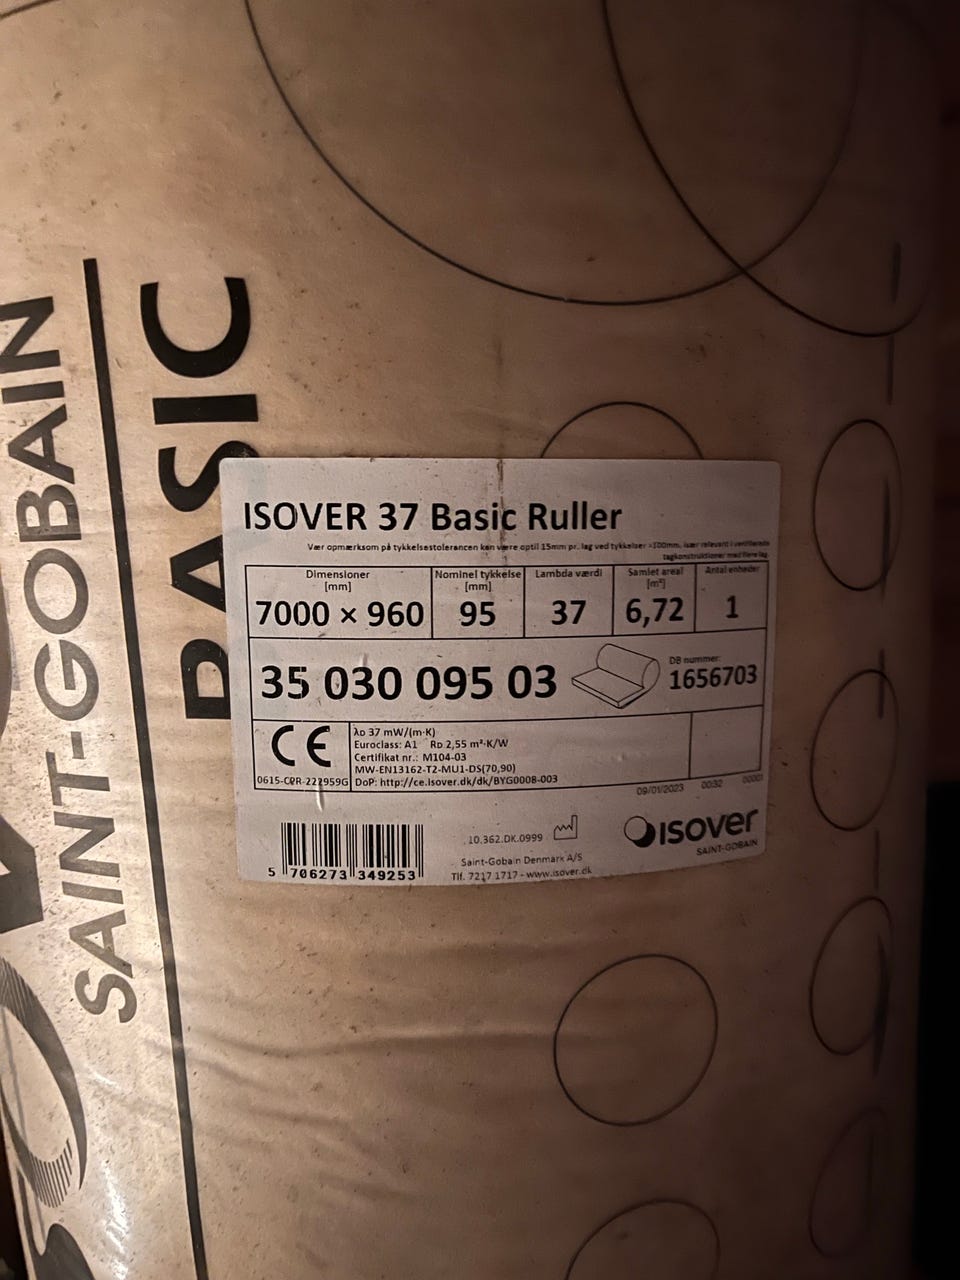 SAINT-GOBAIN
BASIC
ISOVER 37 Basic Ruller
Vær opmærksom på tykkelsestolerancen kan være optil 15mm pr. lag ved tykkelser >100mm, især relevant i ventilerede
tagkonstruktioner med flere lag
Dimensioner [mm] Nominel tykkelse [mm] Lambda værdi Samlet areal [m²] Antal enheder
7000 × 960 95 37 6,72 1
35 030 095 03
DB nummer:
1656703
CE
0615-CPR-222959G
λD 37 mW/(m·K)
Euroclass: A1 RD 2,55 m²·K/W
Certifikat nr.: M104-03
MW-EN13162-T2-MU1-DS(70,90)
DoP: http://ce.isover.dk/dk/BYG0008-003
09/01/2023 00:32 00001
5 706273 349253
10.362.DK.0999
Saint-Gobain Denmark A/S
Tlf. 7217 1717 - www.isover.dk
isover
SAINT-GOBAIN